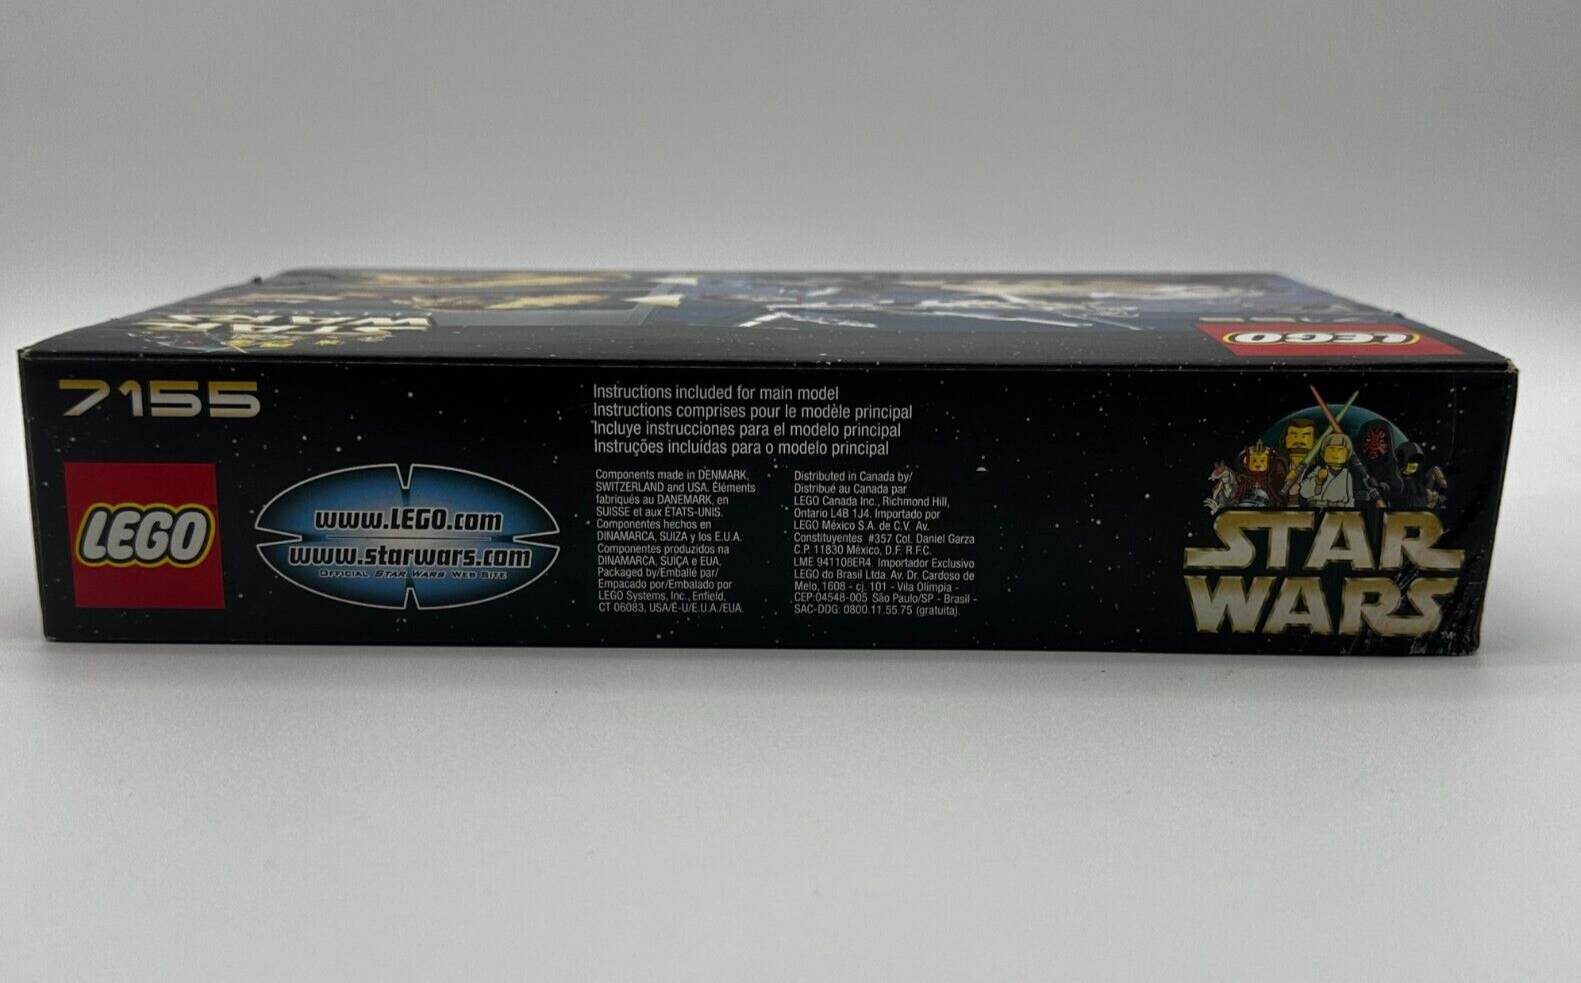 STAR
WARS
LEGO
7155
LEGO
www.LEGO.com
www.starwars.com
OFFICIAL STAR WARS WEB SITE
Instructions included for main model
Instructions comprises pour le modèle principal
Incluye instrucciones para el modelo principal
Instruções incluídas para o modelo principal
Components made in DENMARK,
SWITZERLAND and USA. Éléments
fabriqués au DANEMARK, en
SUISSE et aux ÉTATS-UNIS.
Componentes hechos en
DINAMARCA, SUIZA y los E.U.A.
Componentes produzidos na
DINAMARCA, SUIÇA e EUA.
Packaged by/Emballé par/
Empacado por/Embalado por
LEGO Systems, Inc., Enfield,
CT 06083, USA/É-U/E.U.A./EUA.
Distributed in Canada by/
Distribué au Canada par
LEGO Canada Inc., Richmond Hill,
Ontario L4B 1J4. Importado por
LEGO México S.A. de C.V. Av.
Constituyentes #357 Col. Daniel Garza
C.P. 11830 México, D.F. R.F.C.
LME 941108ER4. Importador Exclusivo
LEGO do Brasil Ltda. Av. Dr. Cardoso de
Melo, 1608 - cj. 101 - Vila Olímpia -
CEP:04548-005 São Paulo/SP - Brasil -
SAC-DDG: 0800.11.55.75 (gratuita).
STAR
WARS
TM